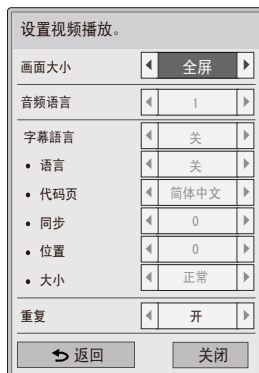 设置视频播放。
画面大小 全屏
音频语言 1
字幕語言 关
• 语言 关
• 代码页 简体中文
• 同步 0
• 位置 0
• 大小 正常
重复 开
返回 关闭